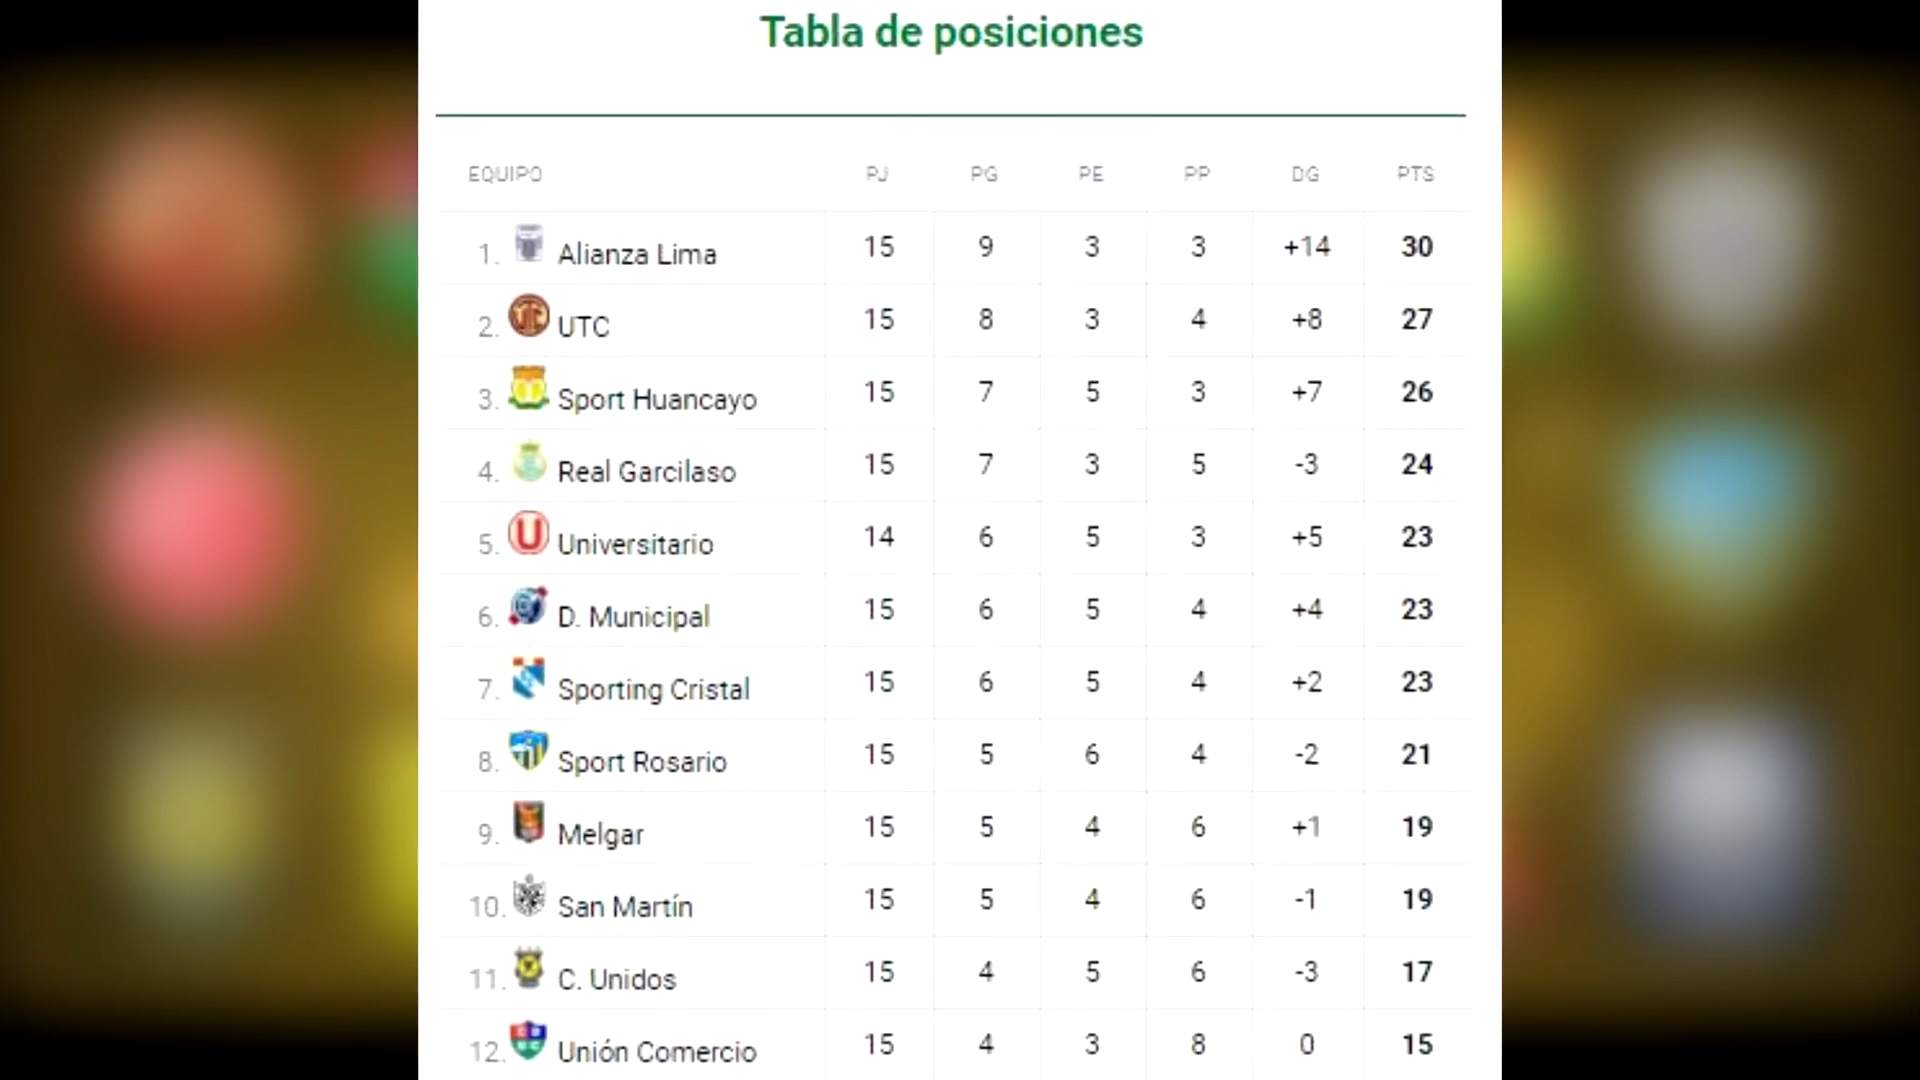 Tabla de posiciones
EQUIPO PJ PG PE PP DG PTS
1. Alianza Lima 15 9 3 3 +14 30
2. UTC 15 8 3 4 +8 27
3. Sport Huancayo 15 7 5 3 +7 26
4. Real Garcilaso 15 7 3 5 -3 24
5. Universitario 14 6 5 3 +5 23
6. D. Municipal 15 6 5 4 +4 23
7. Sporting Cristal 15 6 5 4 +2 23
8. Sport Rosario 15 5 6 4 -2 21
9. Melgar 15 5 4 6 +1 19
10. San Martín 15 5 4 6 -1 19
11. C. Unidos 15 4 5 6 -3 17
12. Unión Comercio 15 4 3 8 0 15